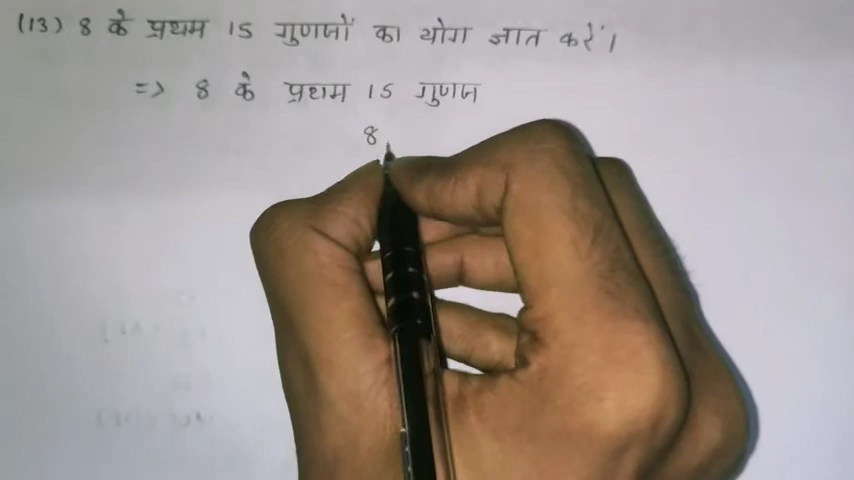 (13) 8 के प्रथम 15 गुणजों का योग ज्ञात करें।
=> 8 के प्रथम 15 गुणज
8